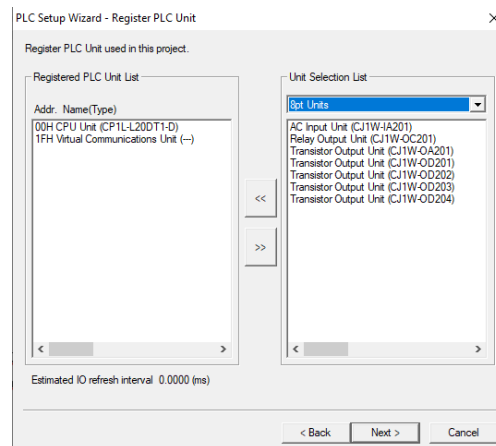 PLC Setup Wizard - Register PLC Unit
Register PLC Unit used in this project.
Registered PLC Unit List
Addr. Name(Type)
00H CPU Unit (CP1L-L20DT1-D)
1FH Virtual Communications Unit (--)
<<
>>
Unit Selection List
8pt Units
AC Input Unit (CJ1W-IA201)
Relay Output Unit (CJ1W-OC201)
Transistor Output Unit (CJ1W-OA201)
Transistor Output Unit (CJ1W-OD201)
Transistor Output Unit (CJ1W-OD202)
Transistor Output Unit (CJ1W-OD203)
Transistor Output Unit (CJ1W-OD204)
Estimated IO refresh interval 0.0000 (ms)
< Back
Next >
Cancel